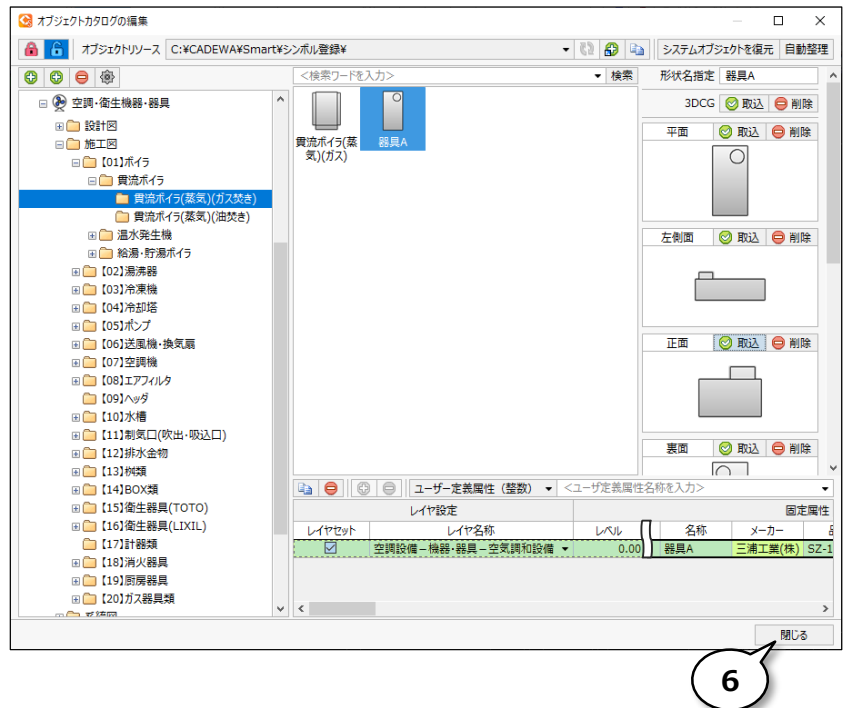 オブジェクトカタログの編集
オブジェクトリソース C:¥CADEWA¥Smart¥シンボル登録¥ システムオブジェクトを復元 自動整理
<検索ワードを入力> 検索 形状名指定 器具A
空調・衛生機器・器具
設計図
施工図
【01】ボイラ
貫流ボイラ
貫流ボイラ(蒸気)(ガス焚き)
貫流ボイラ(蒸気)(油焚き)
温水発生機
給湯・貯湯ボイラ
【02】湯沸器
【03】冷凍機
【04】冷却塔
【05】ポンプ
【06】送風機・換気扇
【07】空調機
【08】エアフィルタ
【09】ヘッダ
【10】水槽
【11】制気口(吹出・吸込口)
【12】排水金物
【13】桝類
【14】BOX類
【15】衛生器具(TOTO)
【16】衛生器具(LIXIL)
【17】計器類
【18】消火器具
【19】厨房器具
【20】ガス器具類
系統図
貫流ボイラ(蒸
気)(ガス)
器具A
3DCG 取込 削除
平面 取込 削除
左側面 取込 削除
正面 取込 削除
裏面 取込 削除
ユーザー定義属性（整数） <ユーザ定義属性名称を入力>
レイヤ設定 固定属性
レイヤセット レイヤ名称 レベル 名称 メーカー
空調設備－機器・器具－空気調和設備 0.00 器具A 三浦工業(株) SZ-1
閉じる
6